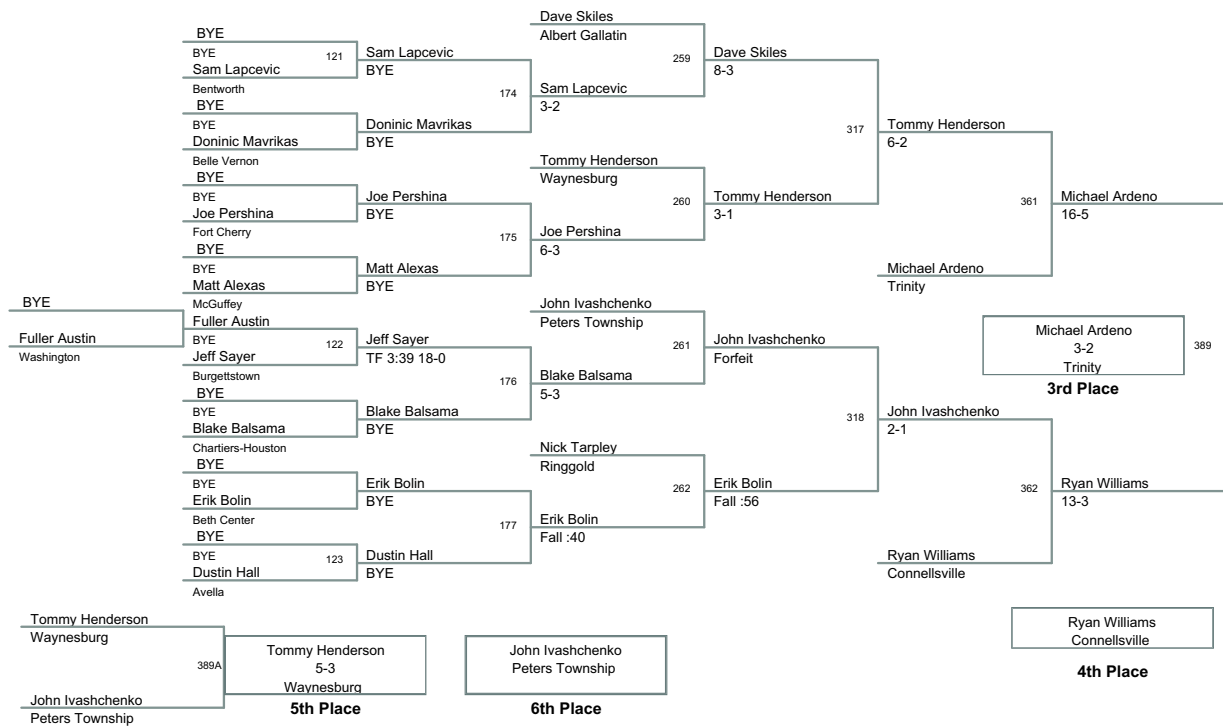 BYE
Fuller Austin
Washington
BYE
BYE
121
Sam Lapcevic
Bentworth
BYE
BYE
Doninic Mavrikas
Belle Vernon
BYE
BYE
Joe Pershina
Fort Cherry
BYE
BYE
Matt Alexas
McGuffey
Fuller Austin
BYE
122
Jeff Sayer
Burgettstown
BYE
BYE
Blake Balsama
Chartiers-Houston
BYE
BYE
Erik Bolin
Beth Center
BYE
BYE
123
Dustin Hall
Avella
Sam Lapcevic
BYE
174
Doninic Mavrikas
BYE
Joe Pershina
BYE
175
Matt Alexas
BYE
Jeff Sayer
TF 3:39 18-0
176
Blake Balsama
BYE
Erik Bolin
BYE
177
Dustin Hall
BYE
Dave Skiles
Albert Gallatin
259
Sam Lapcevic
3-2
Tommy Henderson
Waynesburg
260
Joe Pershina
6-3
John Ivashchenko
Peters Township
261
Blake Balsama
5-3
Nick Tarpley
Ringgold
262
Erik Bolin
Fall :40
Dave Skiles
8-3
317
Tommy Henderson
3-1
John Ivashchenko
Forfeit
318
Erik Bolin
Fall :56
Tommy Henderson
6-2
361
Michael Ardeno
Trinity
John Ivashchenko
2-1
362
Ryan Williams
Connellsville
Michael Ardeno
16-5
Ryan Williams
13-3
Michael Ardeno
3-2
Trinity
389
3rd Place
Ryan Williams
Connellsville
4th Place
Tommy Henderson
Waynesburg
389A
John Ivashchenko
Peters Township
Tommy Henderson
5-3
Waynesburg
5th Place
John Ivashchenko
Peters Township
6th Place